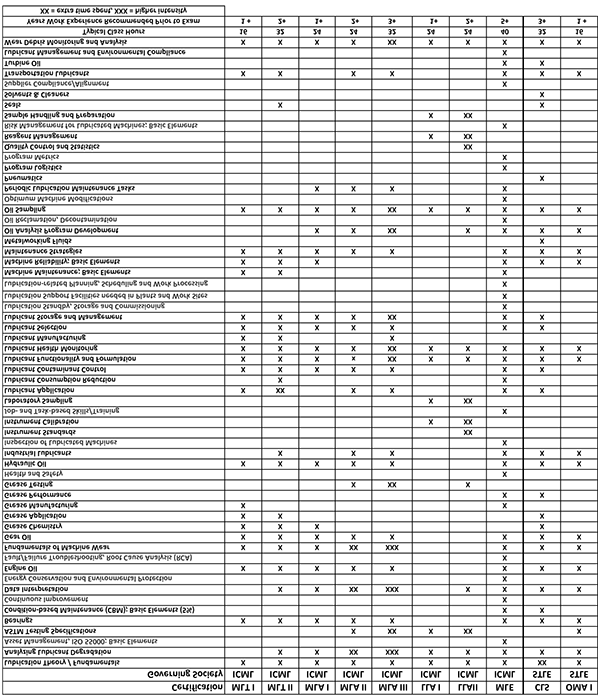 Certification MLT I MLT II MLA I MLA II MLA III LLA I LLAII MLE CLS OMA I
Governing Society ICML ICML ICML ICML ICML ICML ICML ICML STLE STLE
Lubrication Theory / Fundamentals X X X X X X X X XX X
Analyzing Lubricant Degradation X X XX XXX XX XX X X X
Asset Management, ISO 55000; Basic Elements X
ASTM Testing Specifications X XX X XX X
Bearings X X X X X X X X
Condition-based Maintenance (CBM); Basic Elements (5%) X X
Continuous Improvement X
Data Interpretation X X XX XXX X X X X
Energy Conservation and Environmental Protection X
Engine Oil X X X X X X X X
Fault/Failure Troubleshooting, Root Cause Analysis (RCA) X
Fundamentals of Machine Wear X X X XX XXX X X X
Gear Oil X X X X X X X X
Grease Chemistry X X X X
Grease Application X X X
Grease Manufacturing X X
Grease Performance X X
Grease Testing X XX X X
Health and Safety X
Hydraulic Oil X X X X X X X X
Industrial Lubricants X X X X X X
Inspection of Lubricated Machines X
Instrument Standards XX
Instrument Calibration X XX
Job- and Task-based Skills/Training X
Laboratory Sampling X XX
Lubricant Application X XX X X X X
Lubricant Consumption Reduction X X
Lubricant Contaminant Control X X X X X X X
Lubricant Functionality and Formulation X X X X XX X X X X X
Lubricant Health Monitoring X X X X XX X X X X X
Lubricant Manufacturing X X X
Lubricant Selection X X X X X X X
Lubricant Storage and Management X X X X XX X X
Lubrication Standby, Storage and Commissioning X
Lubrication Support Facilities needed in Plants and Work Sites X
Lubrication-related Planning, Scheduling and Work Processing X
Machine Maintenance; Basic Elements X X X
Machine Reliability; Basic Elements X X X X X X
Maintenance Strategies X X X X X X X X
Metalworking Fluids X
Oil Analysis Program Development X X XX X X X X
Oil Reclamation, Decontamination X
Oil Sampling X X X X XX X X X X X
Optimum Machine Modifications X
Periodic Lubrication Maintenance Tasks X X X X
Pneumatics X
Program Logistics X
Program Metrics X
Quality Control and Statistics XX
Reagent Management X XX
Risk Management for Lubricated Machines; Basic Elements X
Sample Handling and Preparation X XX
Seals X X
Solvents & Cleaners X
Supplier Compliance/Alignment X
Transportation Lubricants X X X X X X X
Turbine Oil X X
Lubricant Management and Environmental Compliance X
Wear Debris Monitoring and Analysis X X X X XX X X X X X
Typical Class Hours 16 32 24 24 32 24 24 40 32 16
Years Work Experience Recommended Prior to Exam 1+ 2+ 1+ 2+ 3+ 1+ 2+ 5+ 3+ 1+
XX = extra time spent, XXX = higher intensity